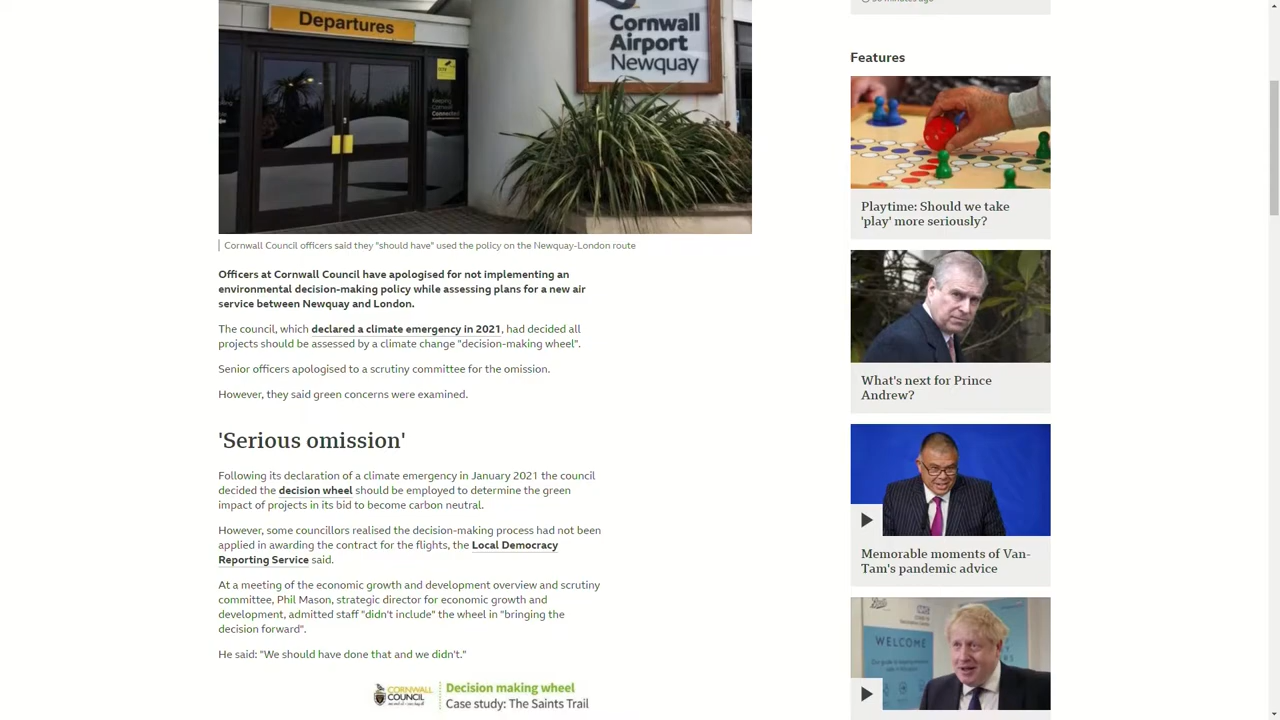 Departures
Cornwall
Airport
Newquay
Keeping
Cornwall
Connected
Features
Playtime: Should we take
'play' more seriously?
What's next for Prince
Andrew?
Memorable moments of Van-
Tam's pandemic advice
WELCOME
Cornwall Council officers said they "should have" used the policy on the Newquay-London route
Officers at Cornwall Council have apologised for not implementing an
environmental decision-making policy while assessing plans for a new air
service between Newquay and London.
The council, which declared a climate emergency in 2021, had decided all
projects should be assessed by a climate change "decision-making wheel".
Senior officers apologised to a scrutiny committee for the omission.
However, they said green concerns were examined.
'Serious omission'
Following its declaration of a climate emergency in January 2021 the council
decided the decision wheel should be employed to determine the green
impact of projects in its bid to become carbon neutral.
However, some councillors realised the decision-making process had not been
applied in awarding the contract for the flights, the Local Democracy
Reporting Service said.
At a meeting of the economic growth and development overview and scrutiny
committee, Phil Mason, strategic director for economic growth and
development, admitted staff "didn't include" the wheel in "bringing the
decision forward".
He said: "We should have done that and we didn't."
CORNWALL
COUNCIL
Decision making wheel
Case study: The Saints Trail